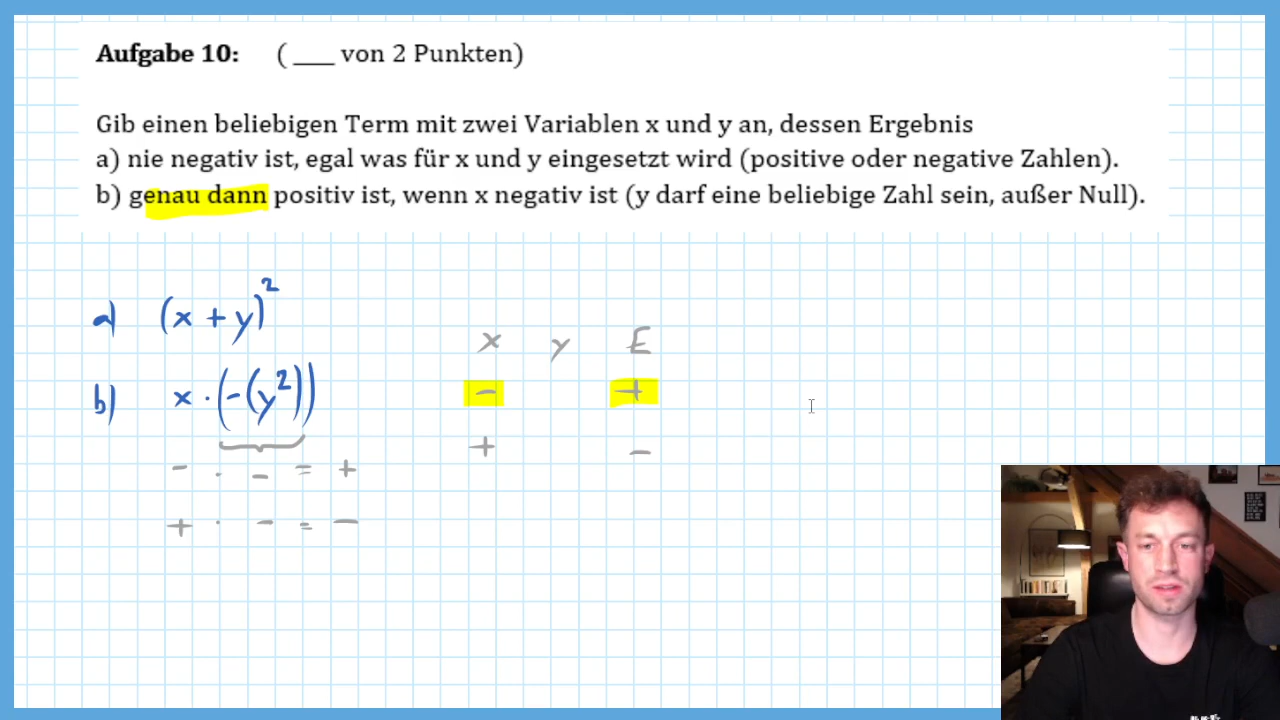 Aufgabe 10: ( ___ von 2 Punkten)
Gib einen beliebigen Term mit zwei Variablen x und y an, dessen Ergebnis
a) nie negativ ist, egal was für x und y eingesetzt wird (positive oder negative Zahlen).
b) genau dann positiv ist, wenn x negativ ist (y darf eine beliebige Zahl sein, außer Null).
a) (x + y)²
x y E
b) x · (-(y²))
- +
+ -
- · - = +
+ · - = -